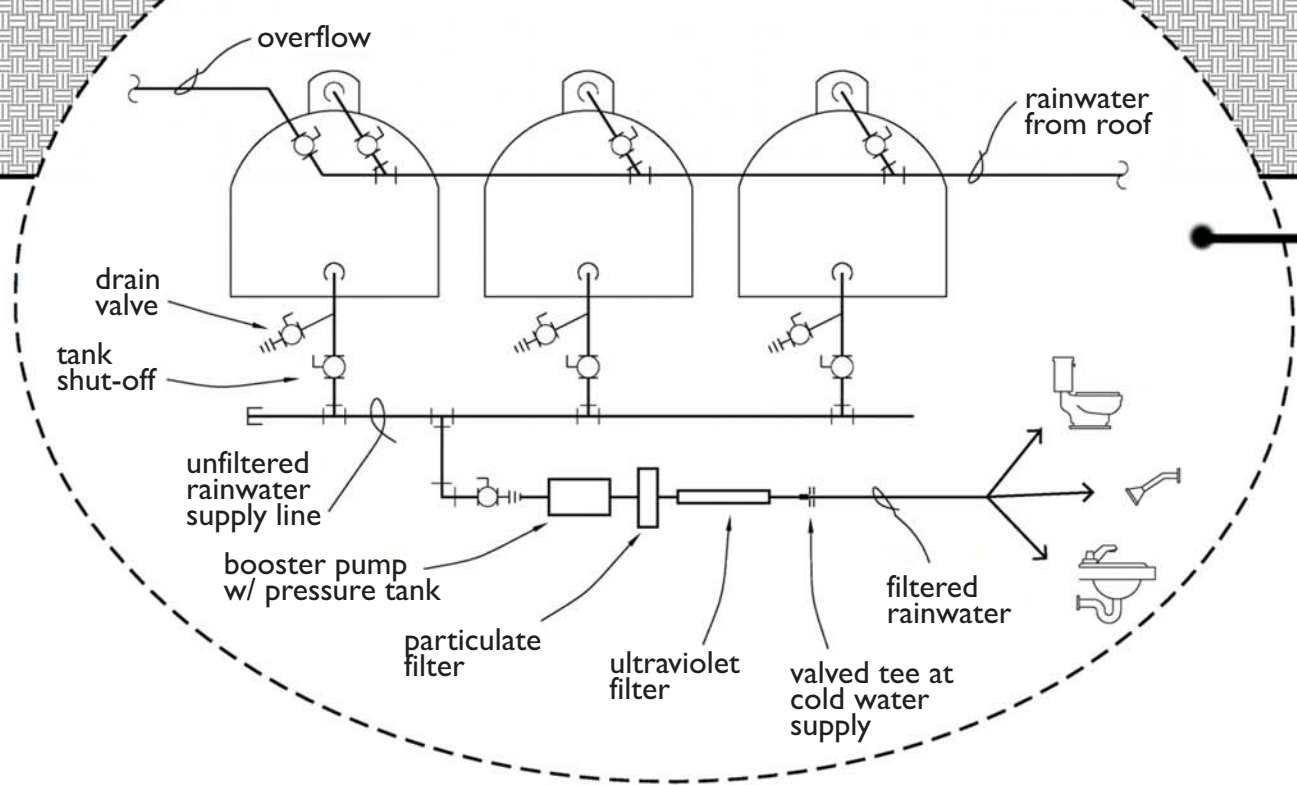 overflow
rainwater
from roof
drain
valve
tank
shut-off
unfiltered
rainwater
supply line
booster pump
w/ pressure tank
particulate
filter
ultraviolet
filter
valved tee at
cold water
supply
filtered
rainwater